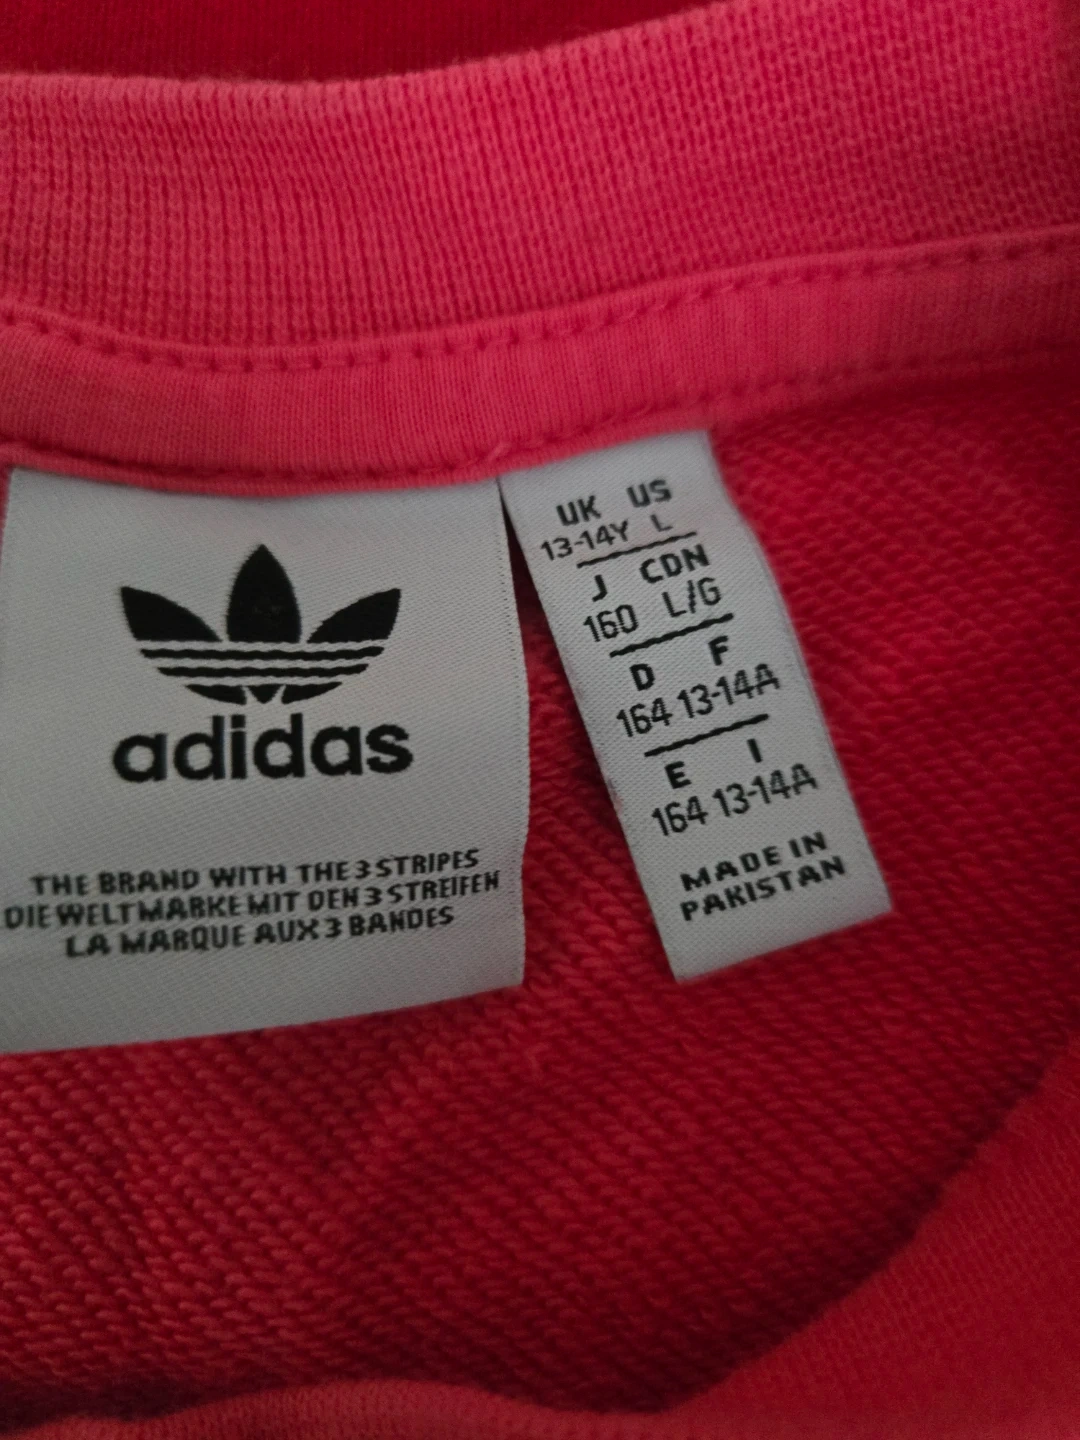 adidas
THE BRAND WITH THE 3 STRIPES
DIE WELTMARKE MIT DEN 3 STREIFEN
LA MARQUE AUX 3 BANDES
UK US
13-14Y L
J CDN
160 L/G
D F
164 13-14A
E I
164 13-14A
MADE IN
PAKISTAN